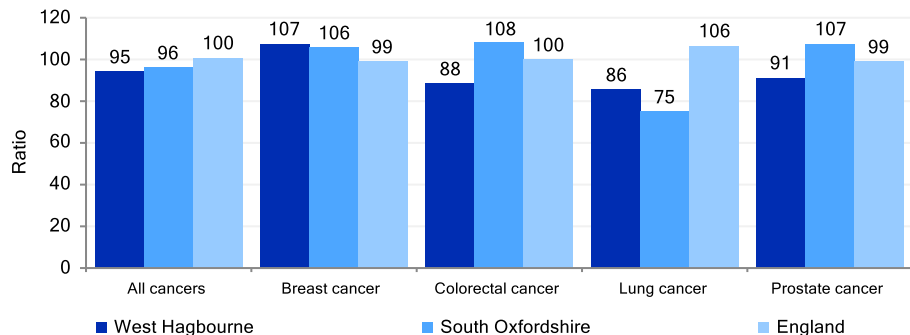 120
100
80
60
40
20
0
Ratio
95 96 100
107 106 99
88 108 100
86 75 106
91 107 99
All cancers Breast cancer Colorectal cancer Lung cancer Prostate cancer
West Hagbourne South Oxfordshire England